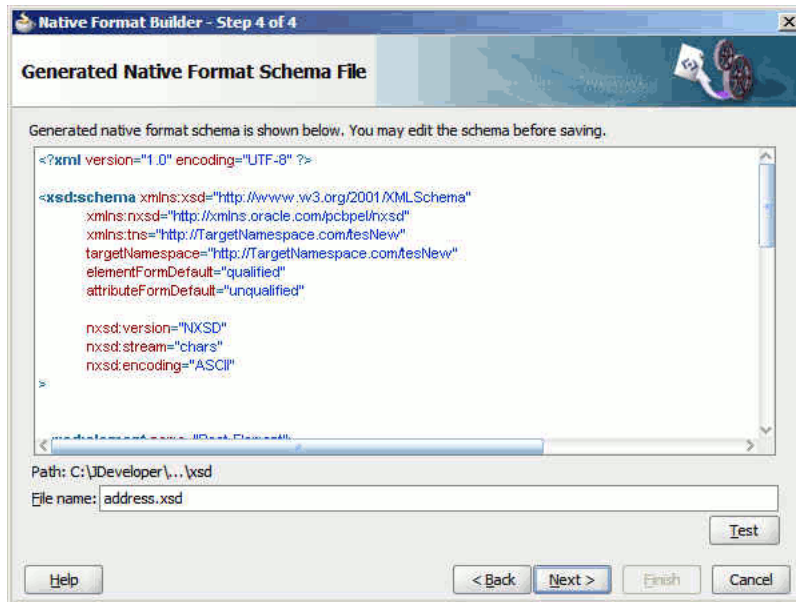 Native Format Builder - Step 4 of 4
Generated Native Format Schema File
Generated native format schema is shown below. You may edit the schema before saving.
<?xml version="1.0" encoding="UTF-8" ?>
<xsd:schema xmlns:xsd="http://www.w3.org/2001/XMLSchema"
xmlns:nxsd="http://xmlns.oracle.com/pcbpel/nxsd"
xmlns:tns="http://TargetNamespace.com/tesNew"
targetNamespace="http://TargetNamespace.com/tesNew"
elementFormDefault="qualified"
attributeFormDefault="unqualified"
nxsd:version="NXSD"
nxsd:stream="chars"
nxsd:encoding="ASCII"
>
Path: C:\JDeveloper\...\xsd
File name: address.xsd
Test
Help
< Back
Next >
Finish
Cancel